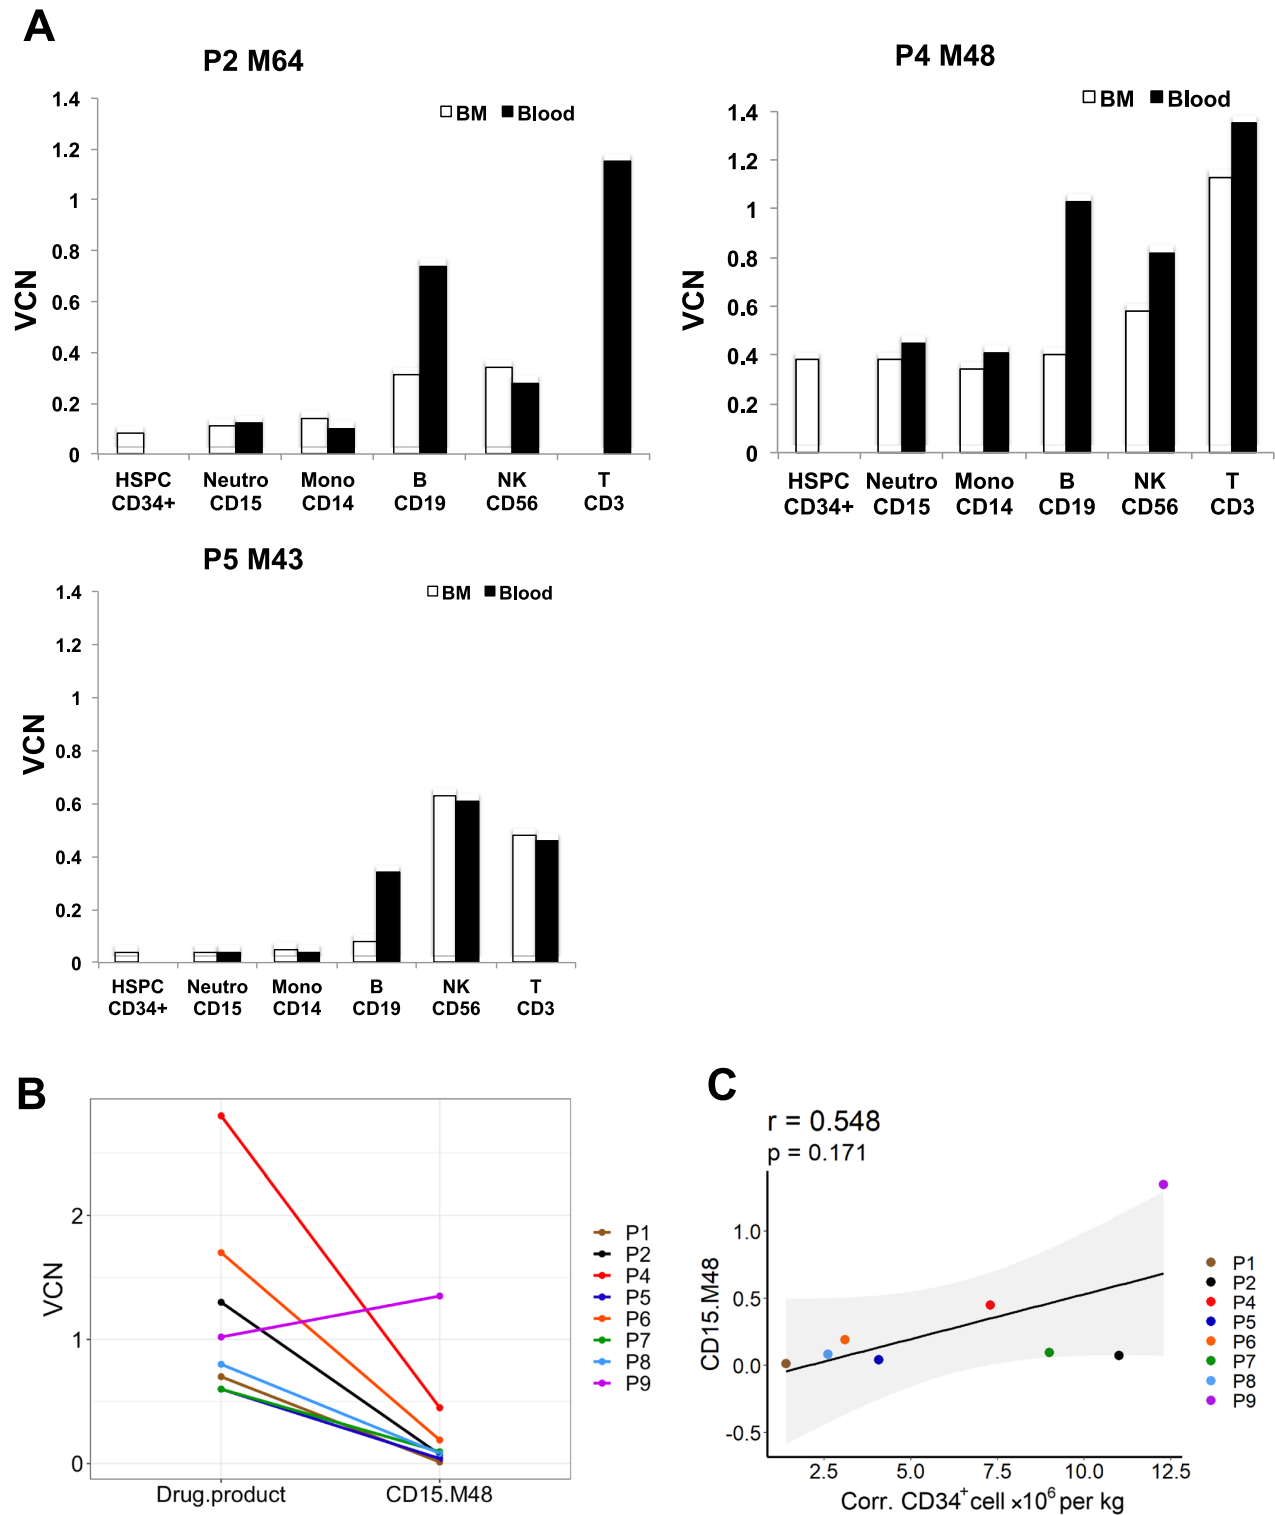 A
P2 M64
BM Blood
VCN
1.4
1.2
1
0.8
0.6
0.4
0.2
0
HSPC Neutro Mono B NK T
CD34+ CD15 CD14 CD19 CD56 CD3
P4 M48
BM Blood
VCN
1.4
1.2
1
0.8
0.6
0.4
0.2
0
HSPC Neutro Mono B NK T
CD34+ CD15 CD14 CD19 CD56 CD3
P5 M43
BM Blood
VCN
1.4
1.2
1
0.8
0.6
0.4
0.2
0
HSPC Neutro Mono B NK T
CD34+ CD15 CD14 CD19 CD56 CD3
B
VCN
2
1
0
Drug.product CD15.M48
P1
P2
P4
P5
P6
P7
P8
P9
C
r = 0.548
p = 0.171
CD15.M48
1.0
0.5
0.0
-0.5
2.5 5.0 7.5 10.0 12.5
Corr. CD34⁺cell ×10⁶ per kg
P1
P2
P4
P5
P6
P7
P8
P9